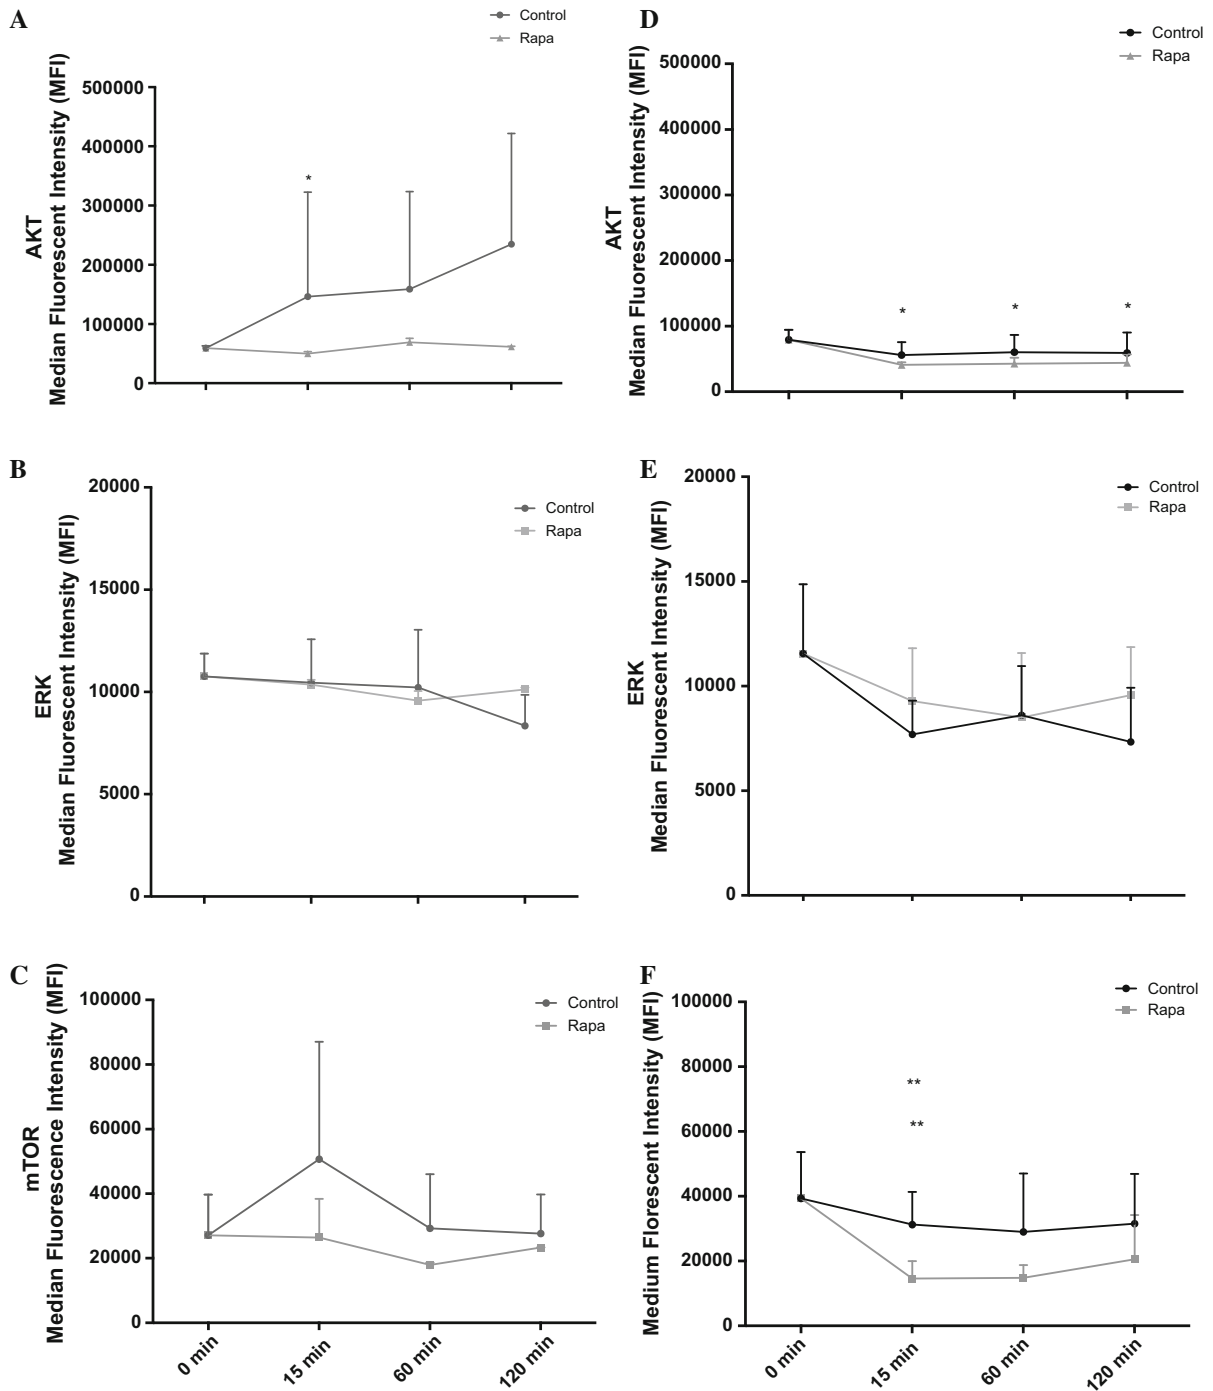 A
Control
Rapa
AKT
Median Fluorescent Intensity (MFI)
500000
400000
300000
200000
100000
0
*
D
Control
Rapa
AKT
Median Fluorescent Intensity (MFI)
500000
400000
300000
200000
100000
0
*
*
*
B
Control
Rapa
ERK
Median Fluorescent Intensity (MFI)
20000
15000
10000
5000
0
E
Control
Rapa
ERK
Median Fluorescent Intensity (MFI)
20000
15000
10000
5000
0
C
Control
Rapa
mTOR
Median Fluorescence Intensity (MFI)
100000
80000
60000
40000
20000
0
0 min
15 min
60 min
120 min
F
Control
Rapa
Medium Florescent Intensity (MFI)
100000
80000
60000
40000
20000
0
**
**
0 min
15 min
60 min
120 min